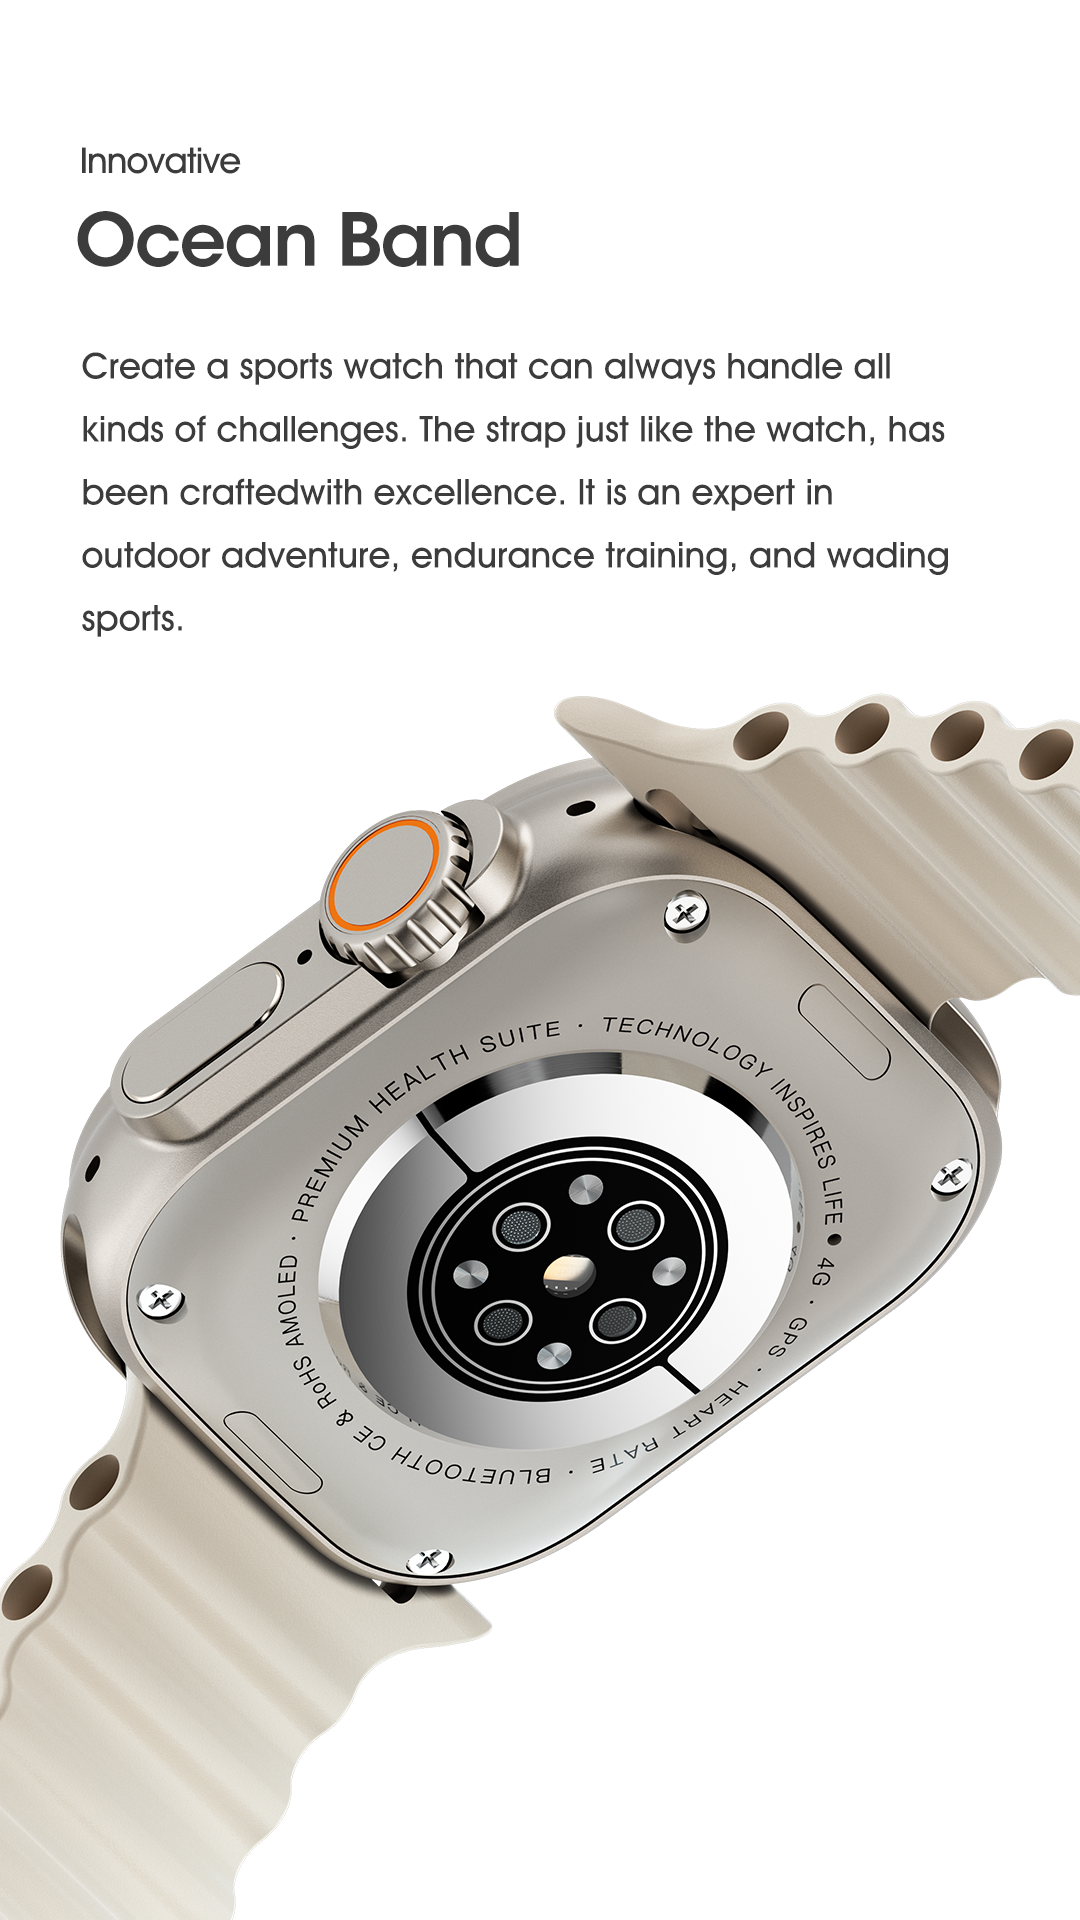 Innovative
Ocean Band
Create a sports watch that can always handle all
kinds of challenges. The strap just like the watch, has
been craftedwith excellence. It is an expert in
outdoor adventure, endurance training, and wading
sports.
PREMIUM HEALTH SUITE · TECHNOLOGY INSPIRES LIFE ● 4G · GPS · HEART RATE · BLUETOOTH CE & RoHS AMOLED ·